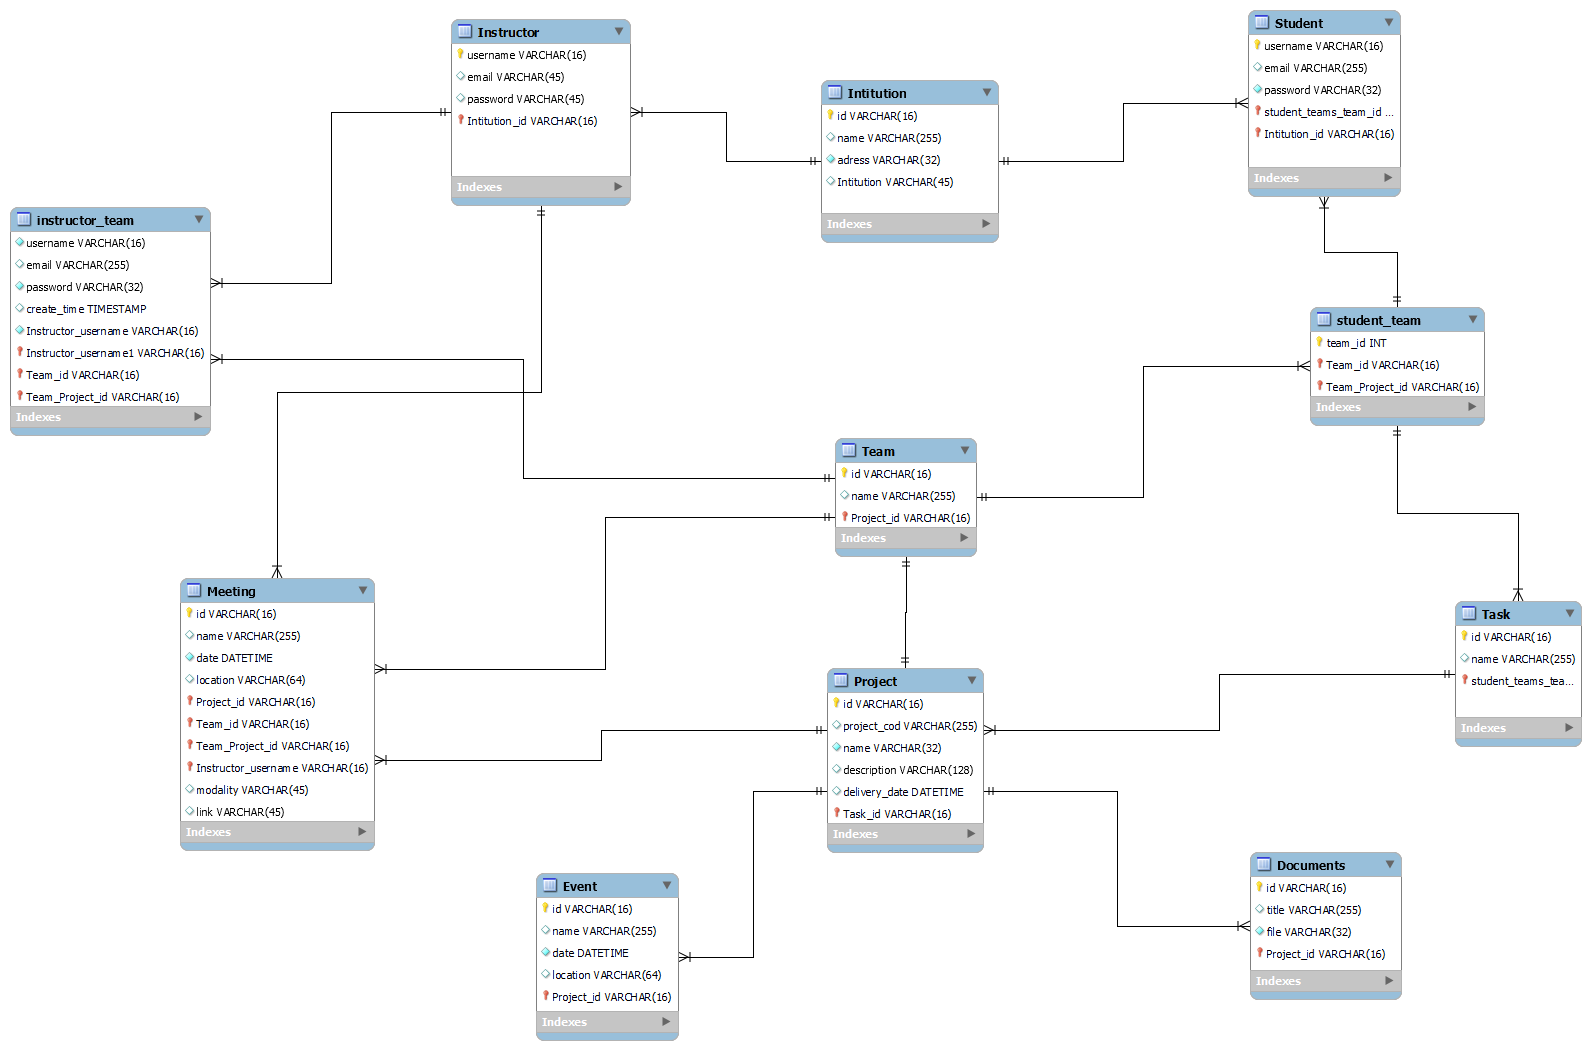 Instructor
username VARCHAR(16)
email VARCHAR(45)
password VARCHAR(45)
Intitution_id VARCHAR(16)
Indexes
Intitution
id VARCHAR(16)
name VARCHAR(255)
adress VARCHAR(32)
Intitution VARCHAR(45)
Indexes
Student
username VARCHAR(16)
email VARCHAR(255)
password VARCHAR(32)
student_teams_team_id ...
Intitution_id VARCHAR(16)
Indexes
instructor_team
username VARCHAR(16)
email VARCHAR(255)
password VARCHAR(32)
create_time TIMESTAMP
Instructor_username VARCHAR(16)
Instructor_username1 VARCHAR(16)
Team_id VARCHAR(16)
Team_Project_id VARCHAR(16)
Indexes
student_team
team_id INT
Team_id VARCHAR(16)
Team_Project_id VARCHAR(16)
Indexes
Team
id VARCHAR(16)
name VARCHAR(255)
Project_id VARCHAR(16)
Indexes
Meeting
id VARCHAR(16)
name VARCHAR(255)
date DATETIME
location VARCHAR(64)
Project_id VARCHAR(16)
Team_id VARCHAR(16)
Team_Project_id VARCHAR(16)
Instructor_username VARCHAR(16)
modality VARCHAR(45)
link VARCHAR(45)
Indexes
Task
id VARCHAR(16)
name VARCHAR(255)
student_teams_tea...
Indexes
Project
id VARCHAR(16)
project_cod VARCHAR(255)
name VARCHAR(32)
description VARCHAR(128)
delivery_date DATETIME
Task_id VARCHAR(16)
Indexes
Event
id VARCHAR(16)
name VARCHAR(255)
date DATETIME
location VARCHAR(64)
Project_id VARCHAR(16)
Indexes
Documents
id VARCHAR(16)
title VARCHAR(255)
file VARCHAR(32)
Project_id VARCHAR(16)
Indexes